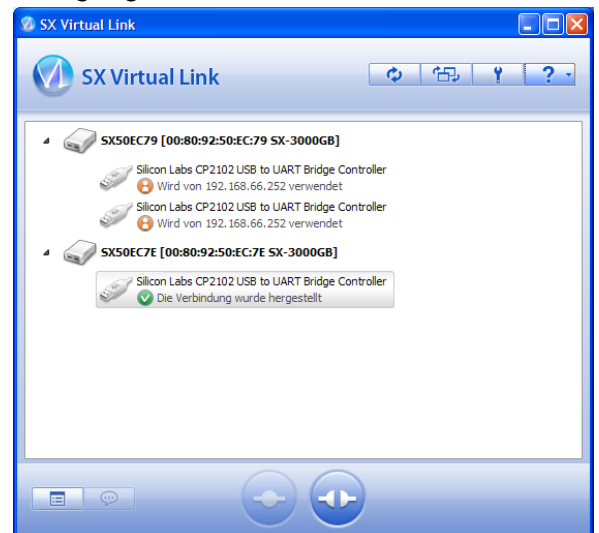 SX Virtual Link
SX Virtual Link
?
SX50EC79 [00:80:92:50:EC:79 SX-3000GB]
Silicon Labs CP2102 USB to UART Bridge Controller
Wird von 192.168.66.252 verwendet
Silicon Labs CP2102 USB to UART Bridge Controller
Wird von 192.168.66.252 verwendet
SX50EC7E [00:80:92:50:EC:7E SX-3000GB]
Silicon Labs CP2102 USB to UART Bridge Controller
Die Verbindung wurde hergestellt